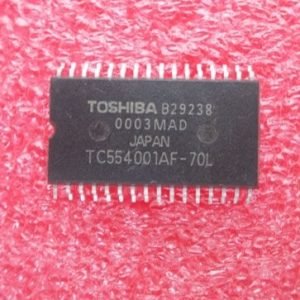 TOSHIBA B29238
0003MAD
JAPAN
TC554001AF-70L